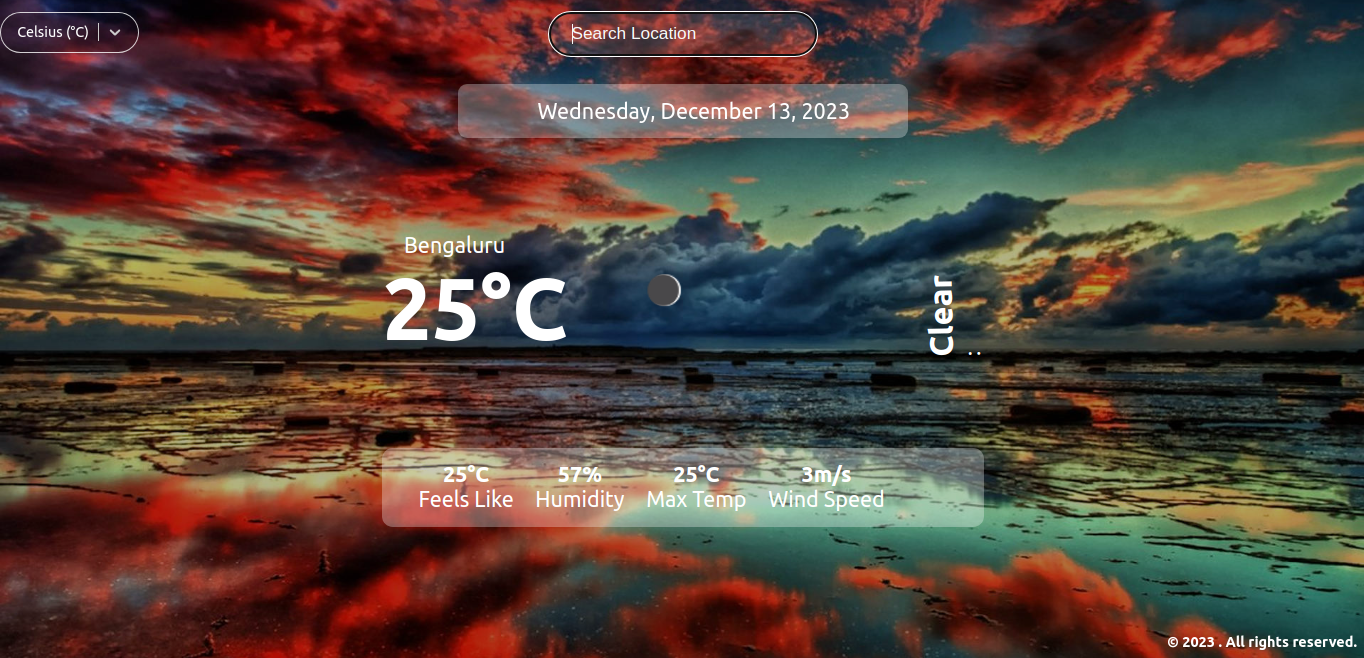 Celsius (°C)
Search Location
Wednesday, December 13, 2023
Bengaluru
25°C
Clear
..
25°C 57% 25°C 3m/s
Feels Like Humidity Max Temp Wind Speed
© 2023 . All rights reserved.